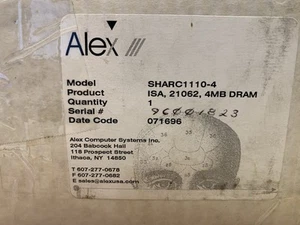 Alex ///
Model SHARC1110-4
Product ISA, 21062, 4MB DRAM
Quantity 1
Serial # 96001823
Date Code 071696
Alex Computer Systems Inc.
204 Babcock Hall
118 Prospect Street
Ithaca, NY 14850
T 607-277-0678
F 607-277-0682
E sales@alexusa.com